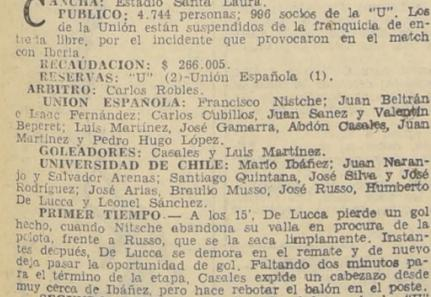 CANCHA: Estadio Santa Laura.
PUBLICO: 4.744 personas; 996 socios de la "U". Los
de la Unión están suspendidos de la franquicia de en-
trada libre, por el incidente que provocaron en el match
con Iberia.
RECAUDACION: $ 266.005.
RESERVAS: "U" (2)-Unión Española (1).
ARBITRO: Carlos Robles.
UNION ESPAÑOLA: Francisco Nistche; Juan Beltrán
e Isaac Fernández: Carlos Cubillos, Juan Sanez y Valentín
Beperet; Luis Martínez, José Gamarra, Abdón Casales, Juan
Martínez y Pedro Hugo López.
GOLEADORES: Casales y Luis Martínez.
UNIVERSIDAD DE CHILE: Mario Ibáñez; Juan Naran-
jo y Salvador Arenas; Santiago Quintana, José Silva y José
Rodríguez; José Arias, Braulio Musso, José Russo, Humberto
De Lucca y Leonel Sánchez.
PRIMER TIEMPO.— A los 15', De Lucca pierde un gol
hecho, cuando Nitsche abandona su valla en procura de la
pelota, frente a Russo, que se la saca limpiamente. Instan-
tes después, De Lucca se demora en el remate y de nuevo
deja pasar la oportunidad de gol. Faltando dos minutos pa-
ra el término de la etapa, Casales expide un cabezazo desde
muy cerca de Ibáñez, pero hace rebotar el balón en el poste.